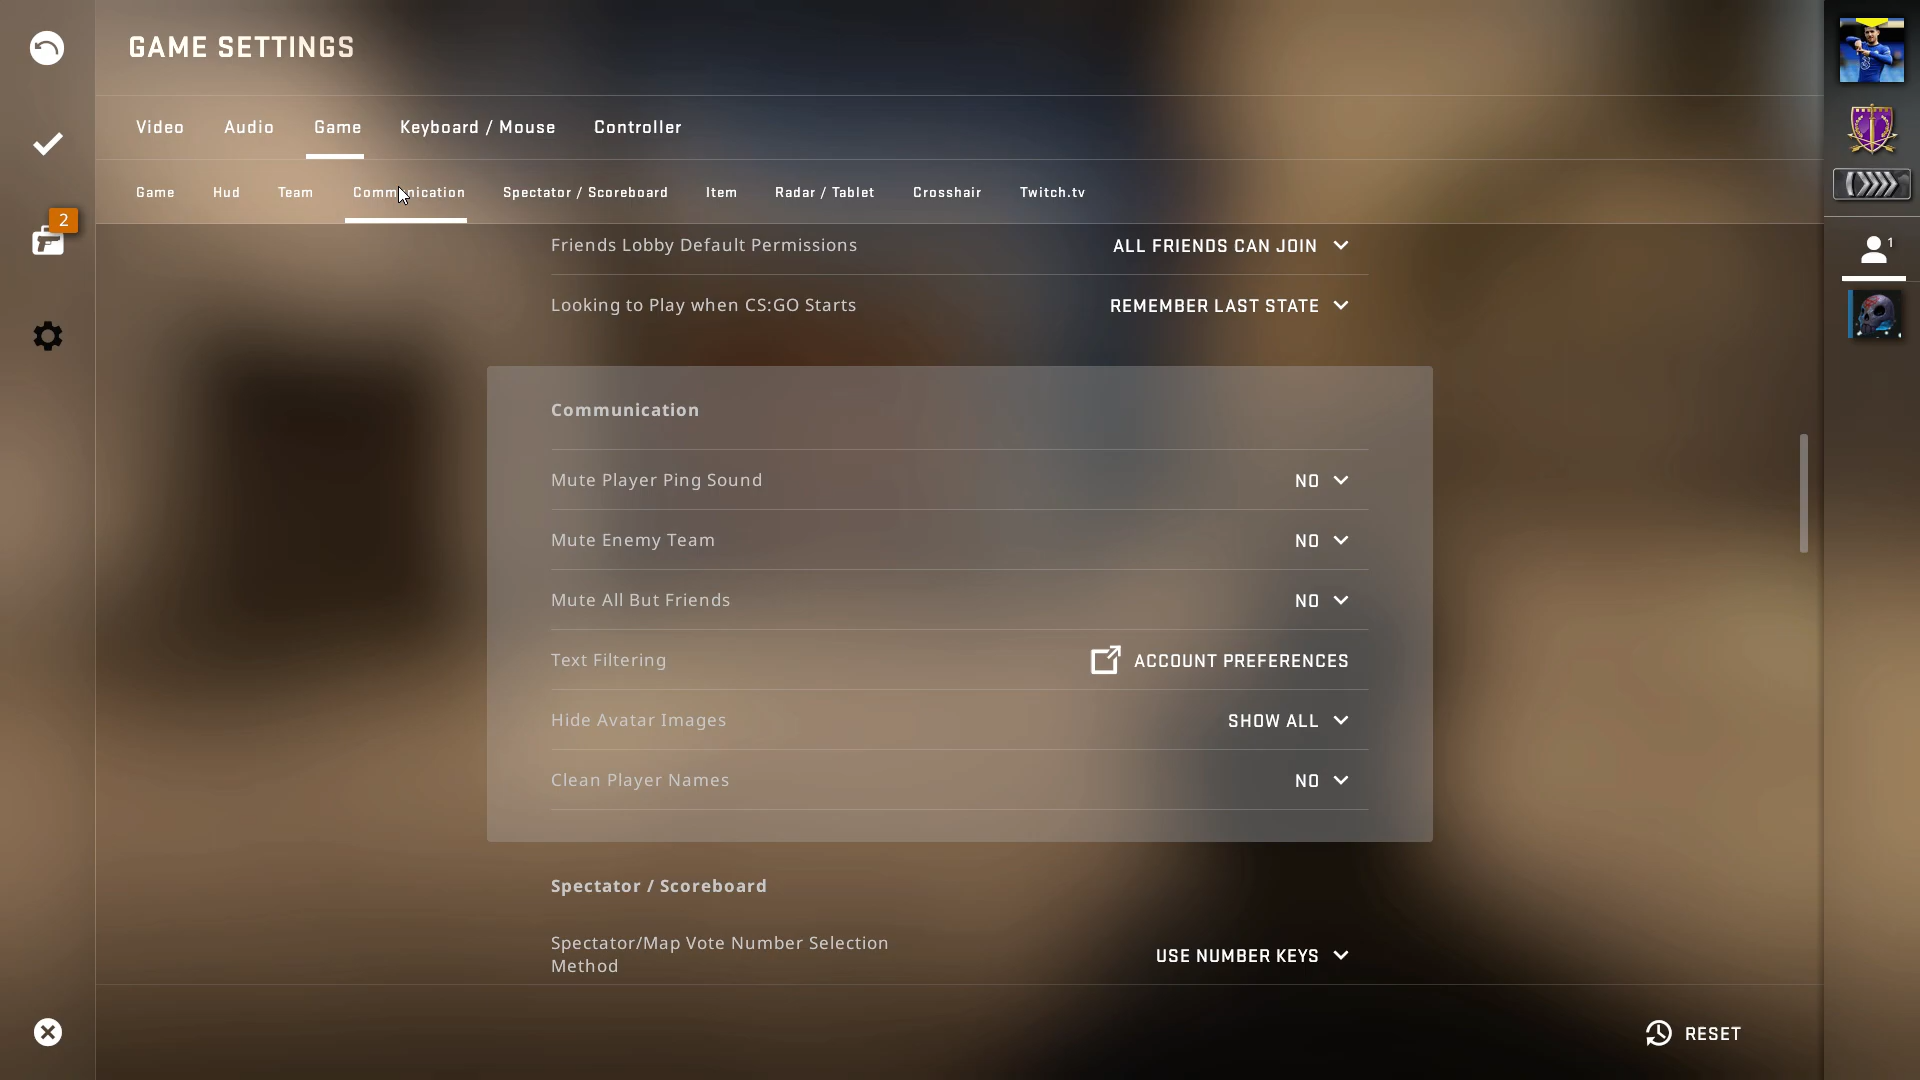 GAME SETTINGS
Video Audio Game Keyboard / Mouse Controller
Game Hud Team Communication Spectator / Scoreboard Item Radar / Tablet Crosshair Twitch.tv
2
1
Friends Lobby Default Permissions ALL FRIENDS CAN JOIN
Looking to Play when CS:GO Starts REMEMBER LAST STATE
Communication
Mute Player Ping Sound NO
Mute Enemy Team NO
Mute All But Friends NO
Text Filtering ACCOUNT PREFERENCES
Hide Avatar Images SHOW ALL
Clean Player Names NO
Spectator / Scoreboard
Spectator/Map Vote Number Selection
Method USE NUMBER KEYS
RESET